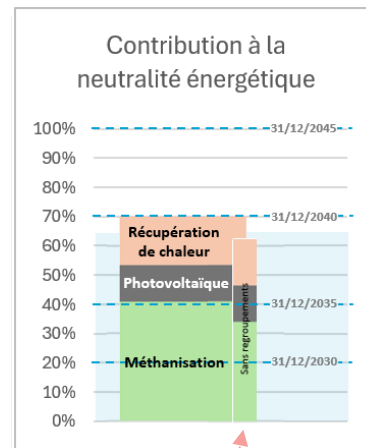 Contribution à la
neutralité énergétique
100%
31/12/2045
90%
80%
70%
31/12/2040
Récupération
de chaleur
60%
50%
Photovoltaïque
40%
31/12/2035
30%
Méthanisation
Sans regroupements
20%
31/12/2030
10%
0%